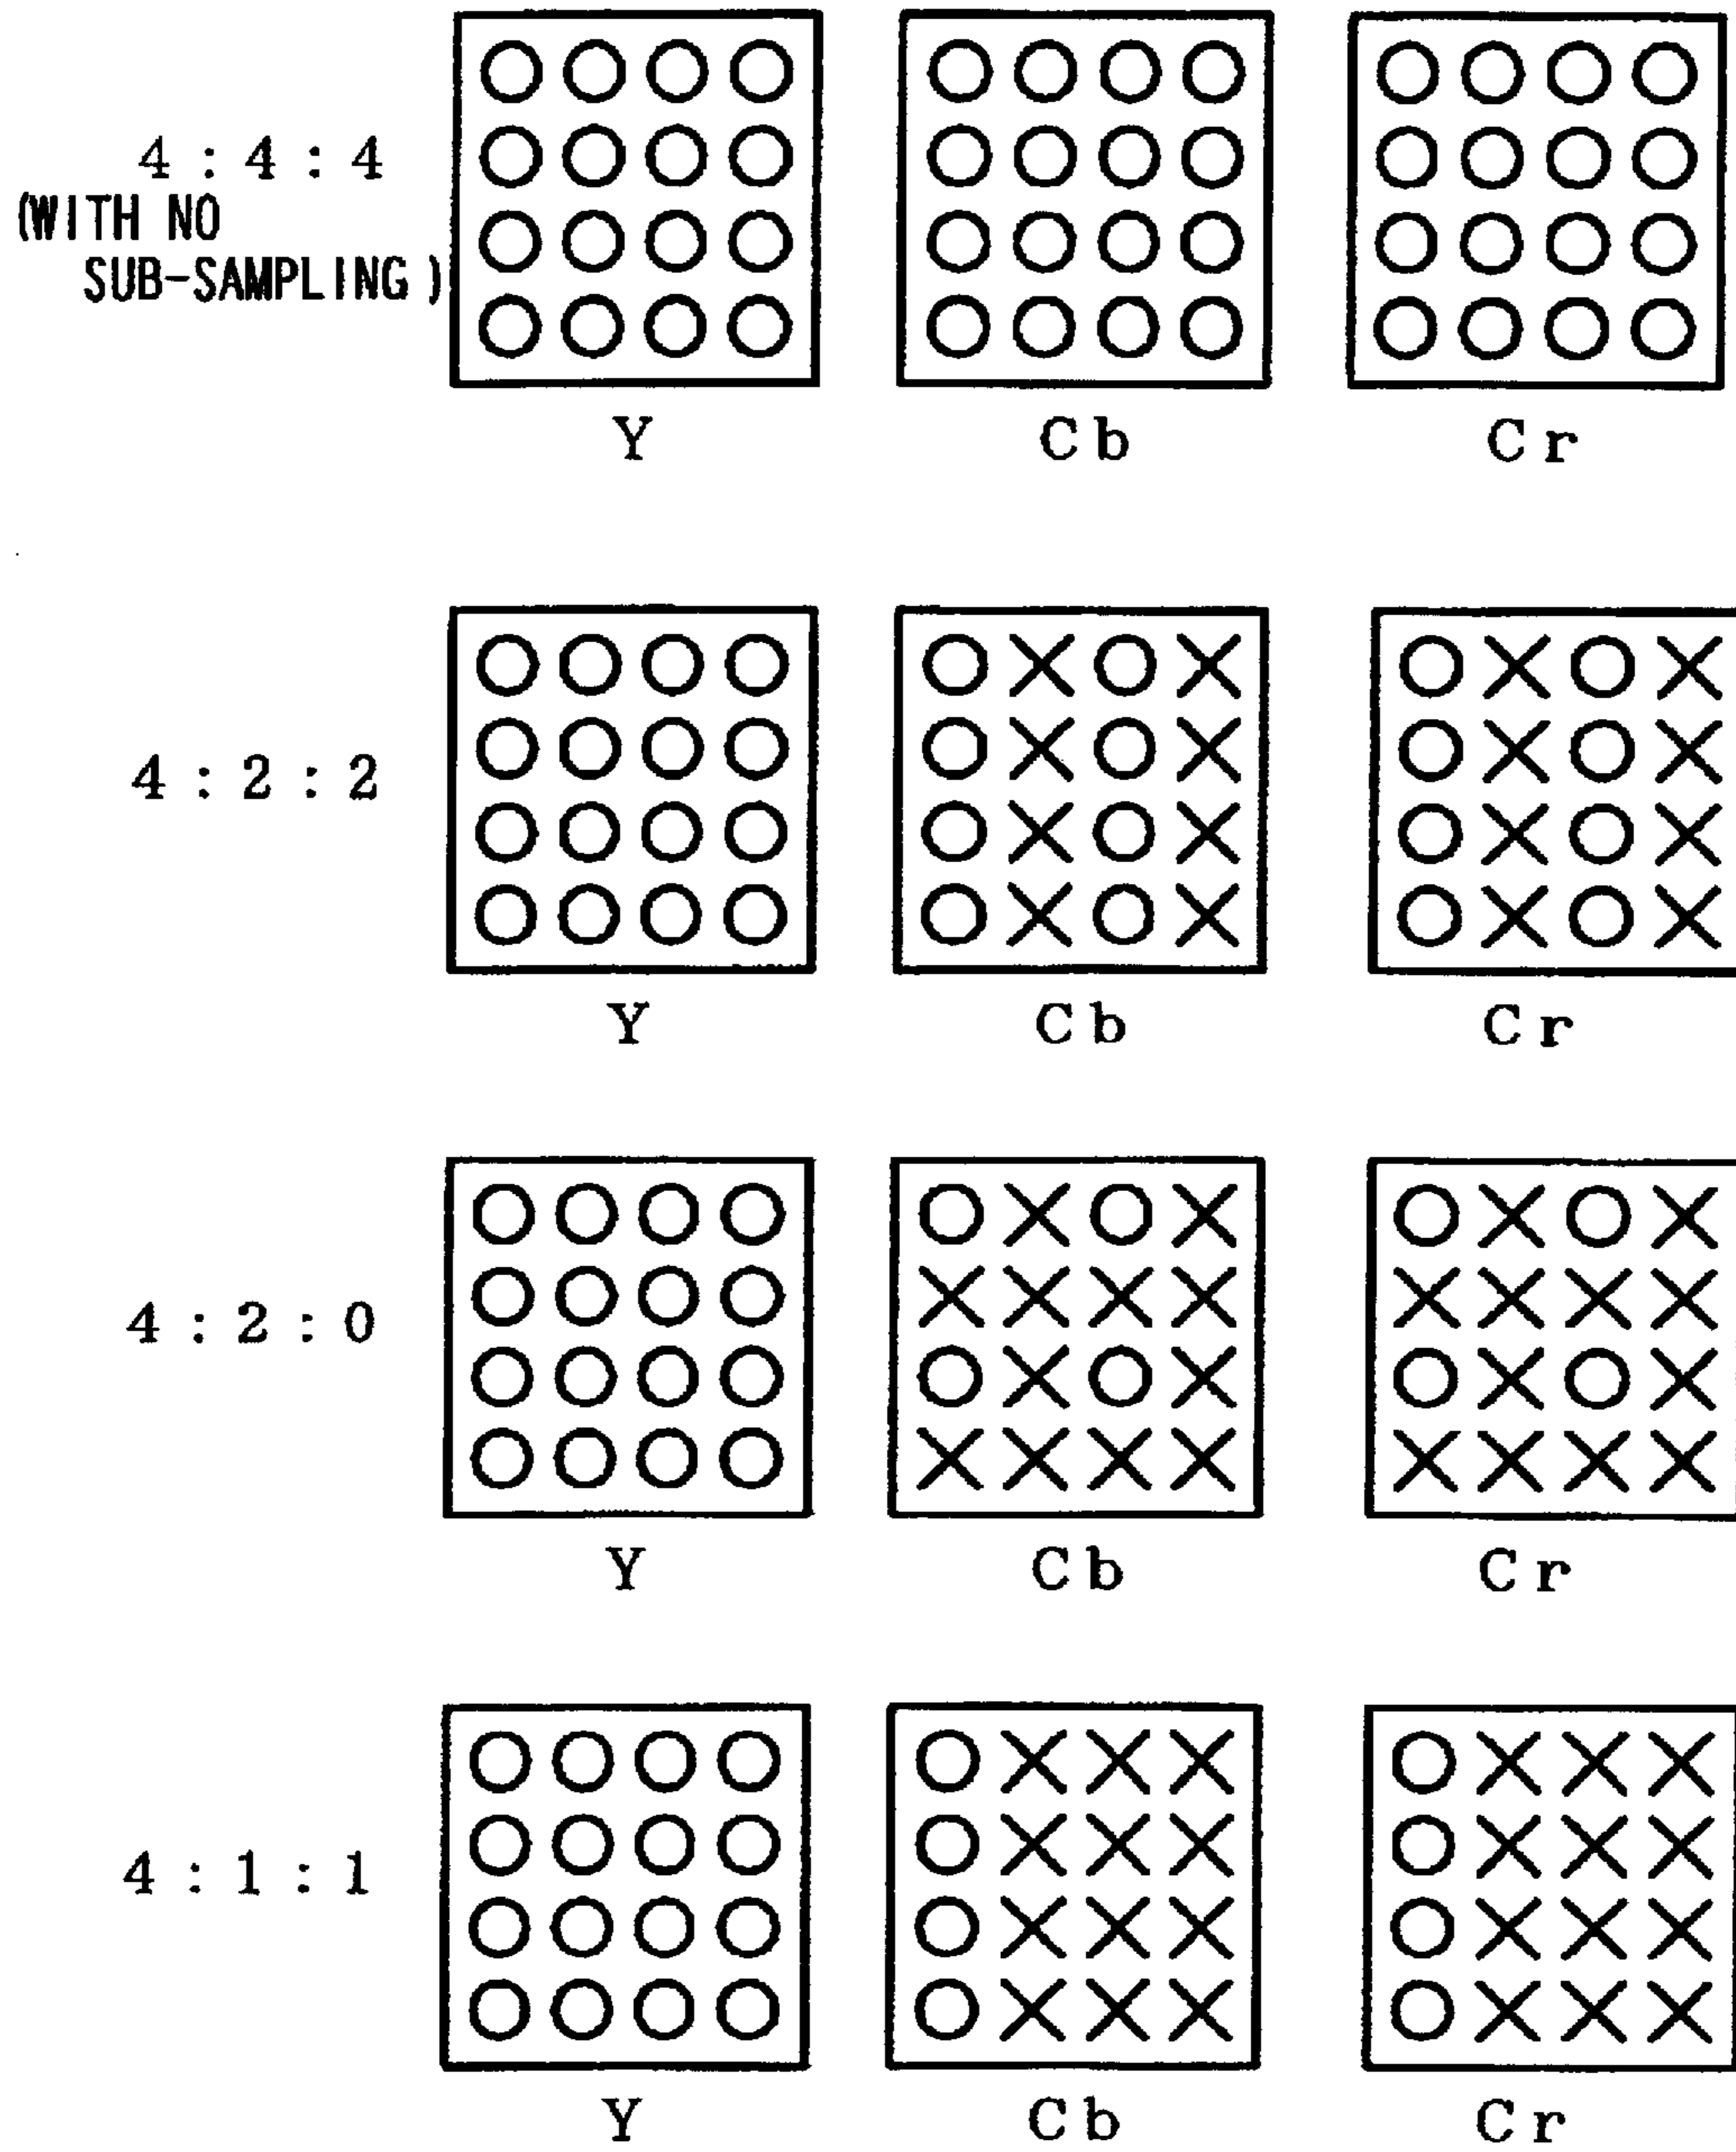 4 : 4 : 4
(WITH NO
SUB-SAMPLING )
Y Cb Cr
4 : 2 : 2
Y Cb Cr
4 : 2 : 0
Y Cb Cr
4 : 1 : 1
Y Cb Cr